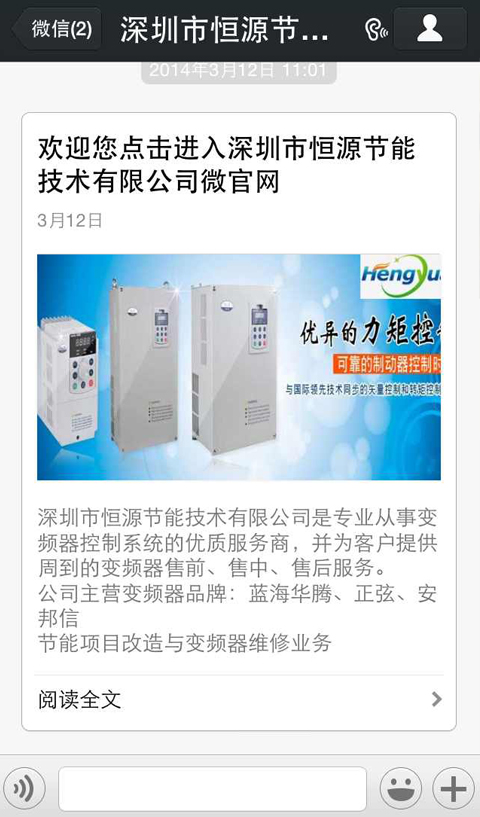 微信(2)
深圳市恒源节...
2014年3月12日 11:01
欢迎您点击进入深圳市恒源节能
技术有限公司微官网
3月12日
HengYu
优异的力矩控
可靠的制动器控制时
与国际领先技术同步的矢量控制和转矩控制
深圳市恒源节能技术有限公司是专业从事变
频器控制系统的优质服务商，并为客户提供
周到的变频器售前、售中、售后服务。
公司主营变频器品牌：蓝海华腾、正弦、安
邦信
节能项目改造与变频器维修业务
阅读全文